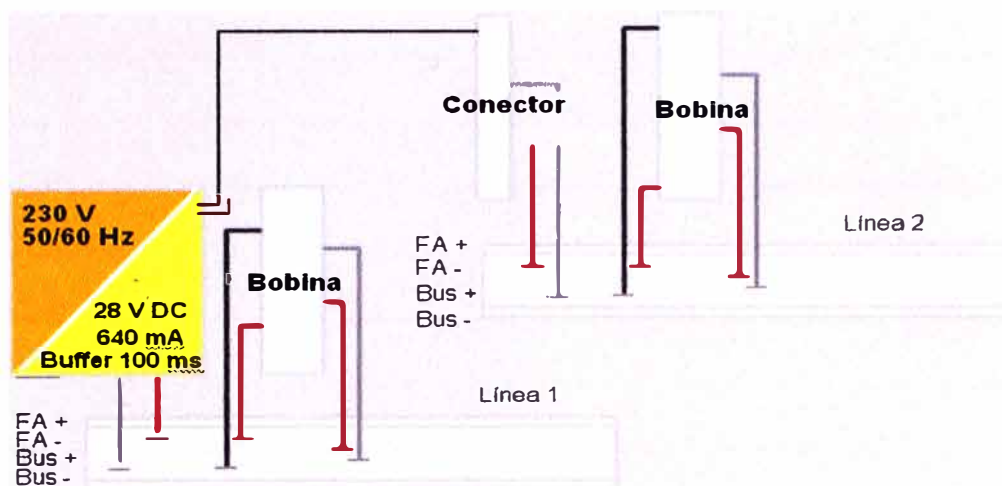 Conector
Bobina
230 V
50/60 Hz
Línea 2
FA +
FA -
Bus +
Bus -
Bobina
28 V DC
640 mA
Buffer 100 ms
Línea 1
FA +
FA -
Bus +
Bus -